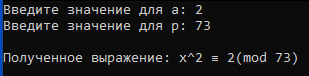 Введите значение для a: 2
Введите значение для p: 73
Полученное выражение: x^2 ≡ 2(mod 73)